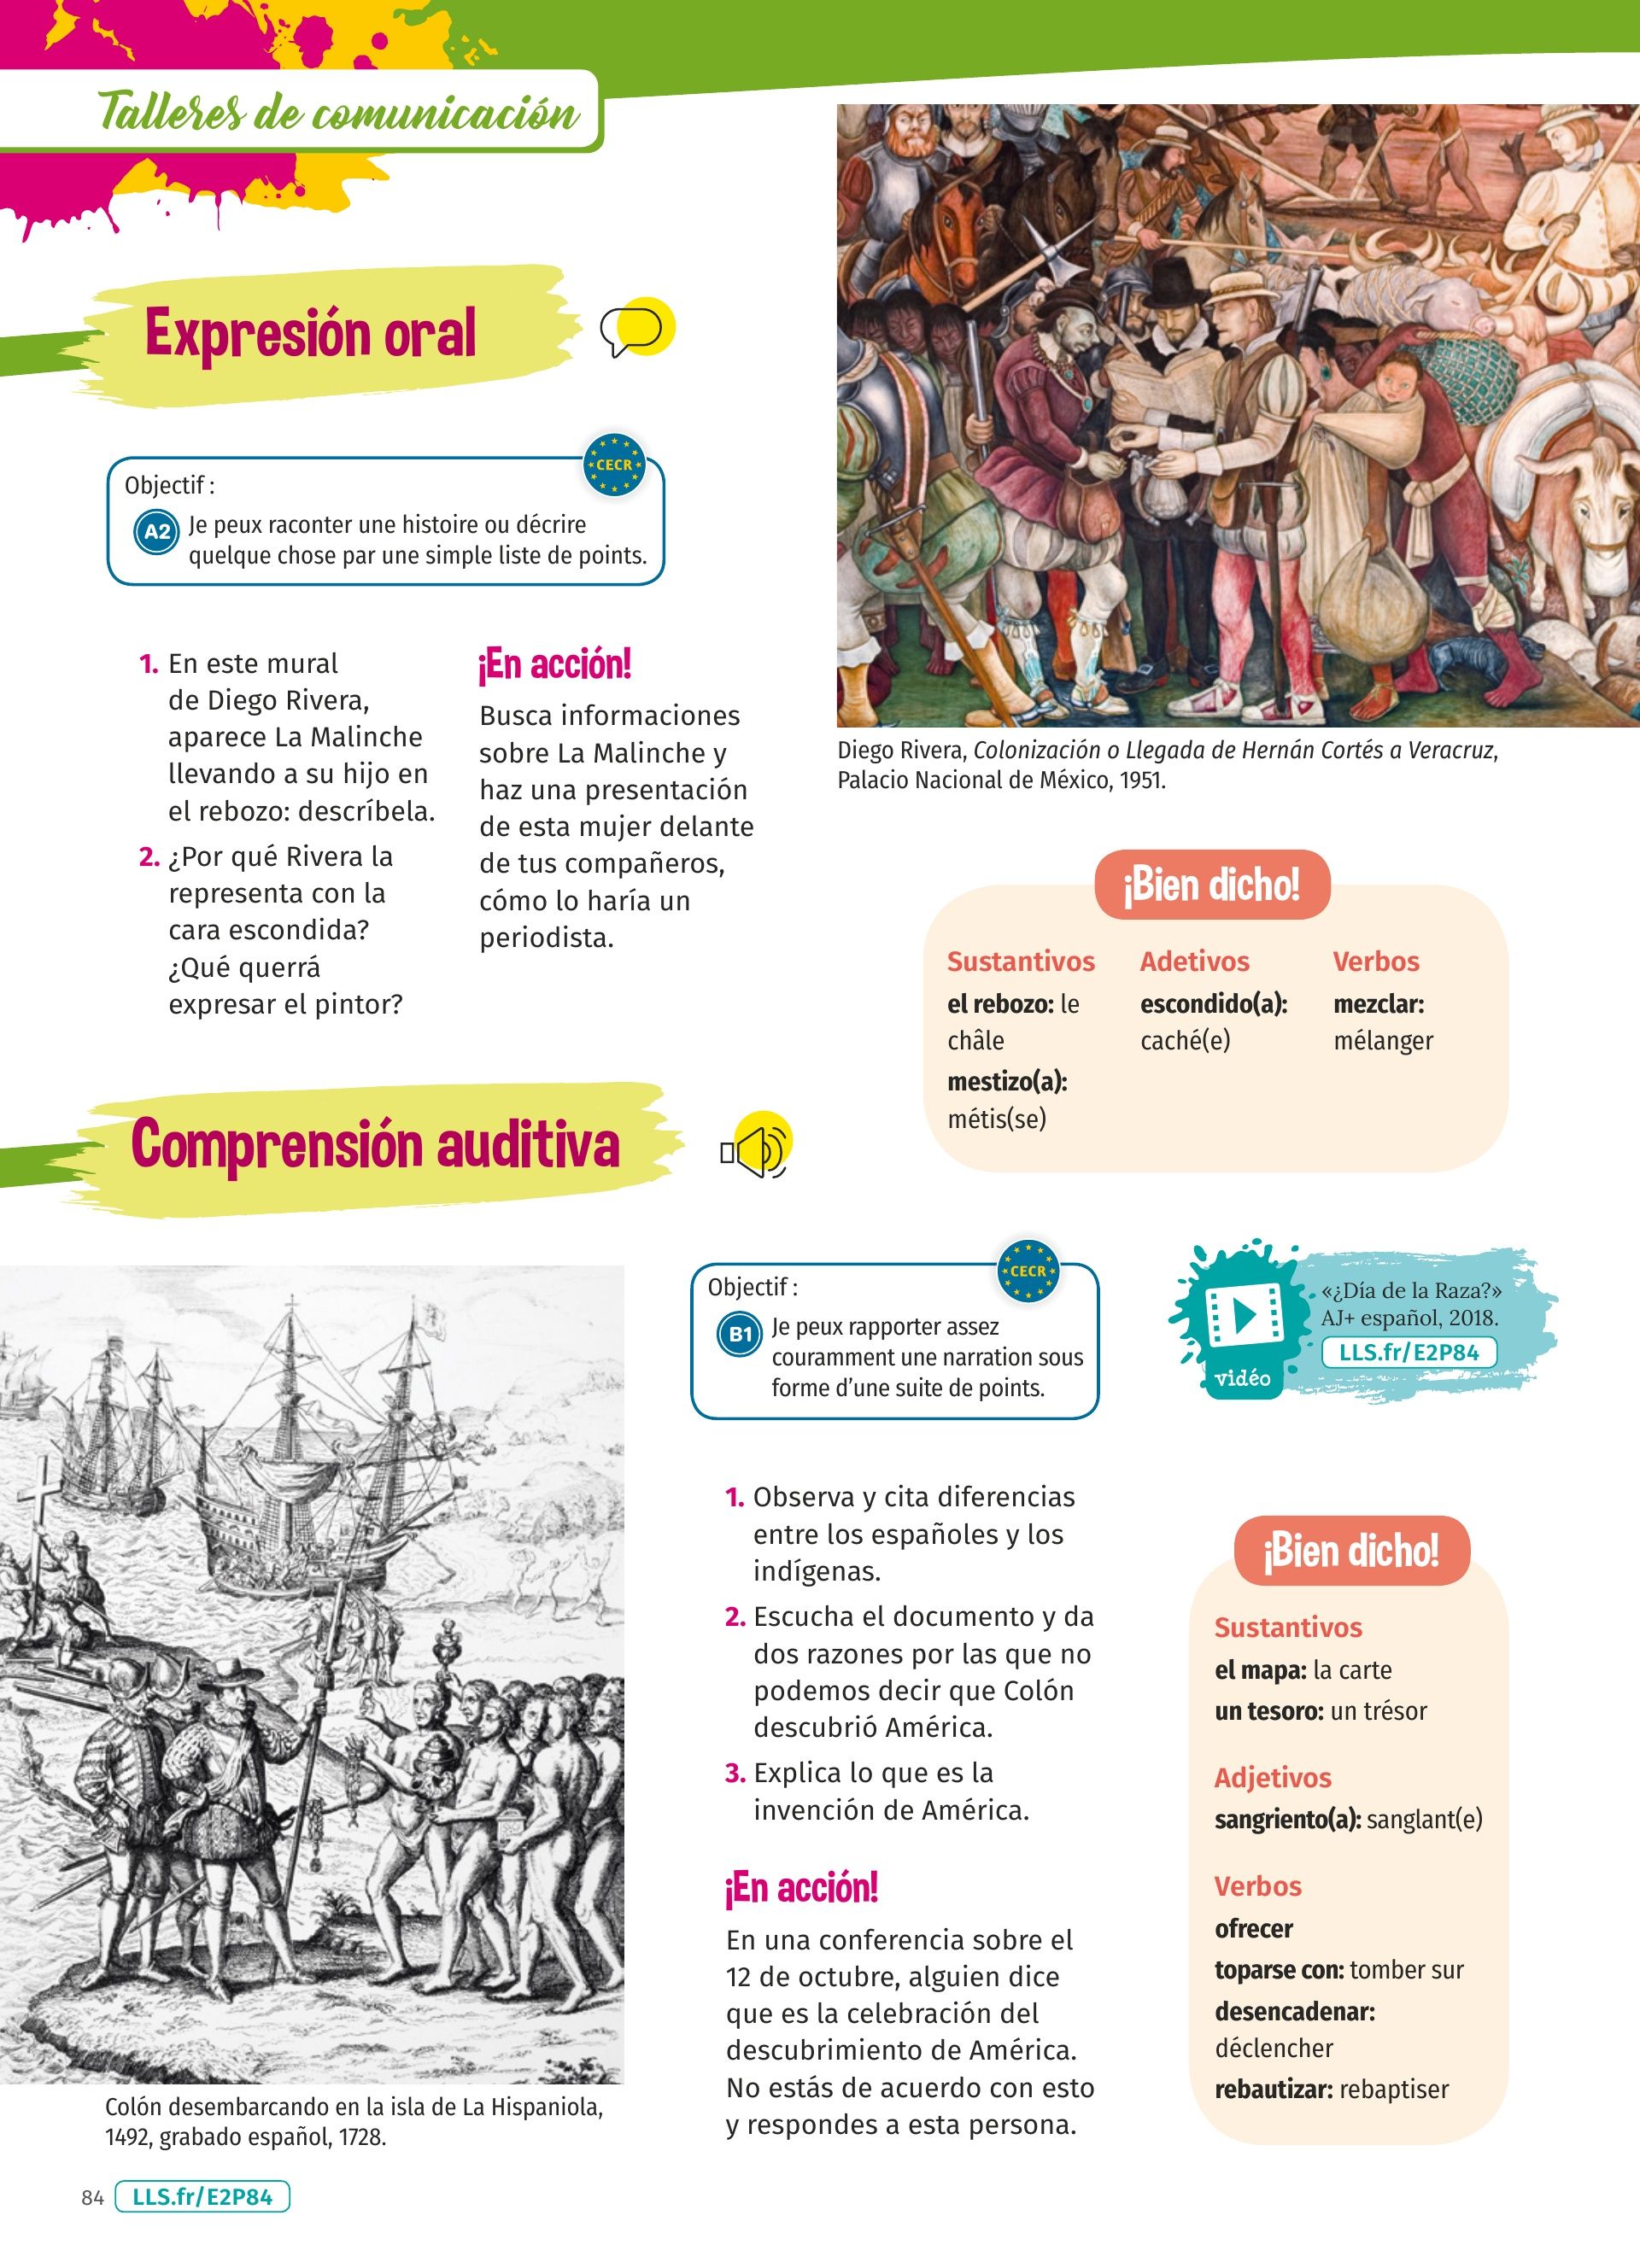 Talleres de comunicación
Expresión oral
CECR
Objectif :
A2 Je peux raconter une histoire ou décrire
quelque chose par une simple liste de points.
1. En este mural
de Diego Rivera,
aparece La Malinche
llevando a su hijo en
el rebozo: descríbela.
2. ¿Por qué Rivera la
representa con la
cara escondida?
¿Qué querrá
expresar el pintor?
¡En acción!
Busca informaciones
sobre La Malinche y
haz una presentación
de esta mujer delante
de tus compañeros,
cómo lo haría un
periodista.
Diego Rivera, Colonización o Llegada de Hernán Cortés a Veracruz,
Palacio Nacional de México, 1951.
¡Bien dicho!
Sustantivos
el rebozo: le
châle
mestizo(a):
métis(se)
Adetivos
escondido(a):
caché(e)
Verbos
mezclar:
mélanger
Comprensión auditiva
CECR
Objectif :
B1 Je peux rapporter assez
couramment une narration sous
forme d'une suite de points.
«¿Día de la Raza?»
AJ+ español, 2018.
LLS.fr/E2P84
vidéo
1. Observa y cita diferencias
entre los españoles y los
indígenas.
2. Escucha el documento y da
dos razones por las que no
podemos decir que Colón
descubrió América.
3. Explica lo que es la
invención de América.
¡En acción!
En una conferencia sobre el
12 de octubre, alguien dice
que es la celebración del
descubrimiento de América.
No estás de acuerdo con esto
y respondes a esta persona.
¡Bien dicho!
Sustantivos
el mapa: la carte
un tesoro: un trésor
Adjetivos
sangriento(a): sanglant(e)
Verbos
ofrecer
toparse con: tomber sur
desencadenar:
déclencher
rebautizar: rebaptiser
Colón desembarcando en la isla de La Hispaniola,
1492, grabado español, 1728.
84 LLS.fr/E2P84